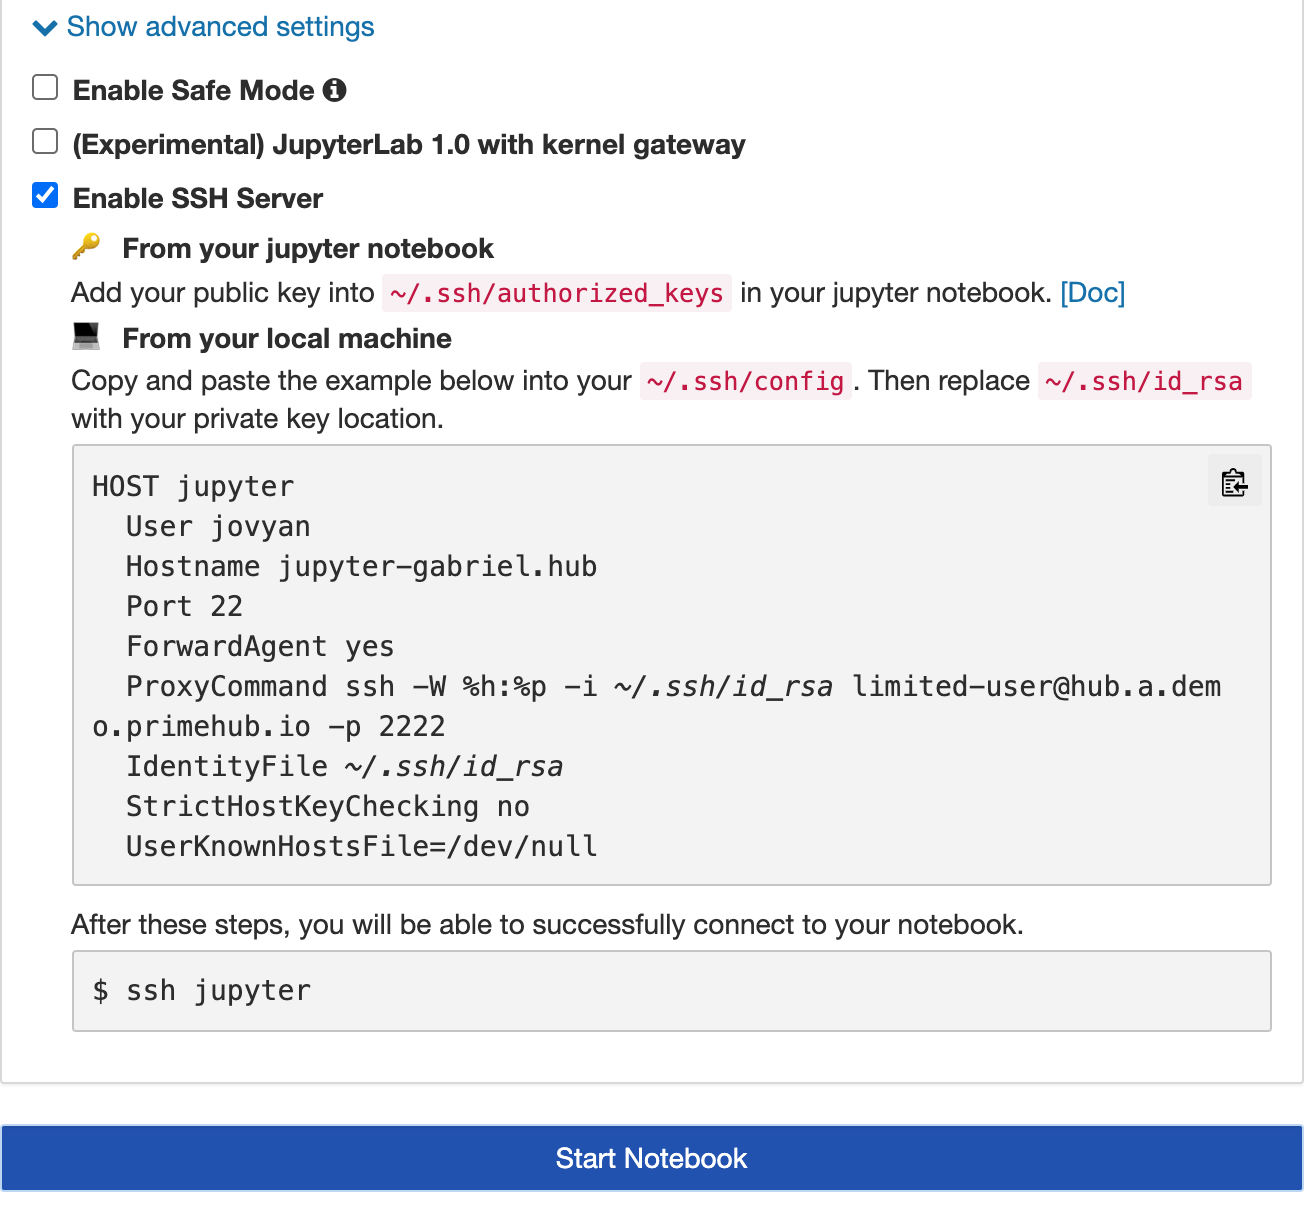 Show advanced settings
Enable Safe Mode
(Experimental) JupyterLab 1.0 with kernel gateway
Enable SSH Server
From your jupyter notebook
Add your public key into ~/.ssh/authorized_keys in your jupyter notebook. [Doc]
From your local machine
Copy and paste the example below into your ~/.ssh/config. Then replace ~/.ssh/id_rsa
with your private key location.
HOST jupyter
  User jovyan
  Hostname jupyter-gabriel.hub
  Port 22
  ForwardAgent yes
  ProxyCommand ssh -W %h:%p -i ~/.ssh/id_rsa limited-user@hub.a.dem
o.primehub.io -p 2222
  IdentityFile ~/.ssh/id_rsa
  StrictHostKeyChecking no
  UserKnownHostsFile=/dev/null
After these steps, you will be able to successfully connect to your notebook.
$ ssh jupyter
Start Notebook